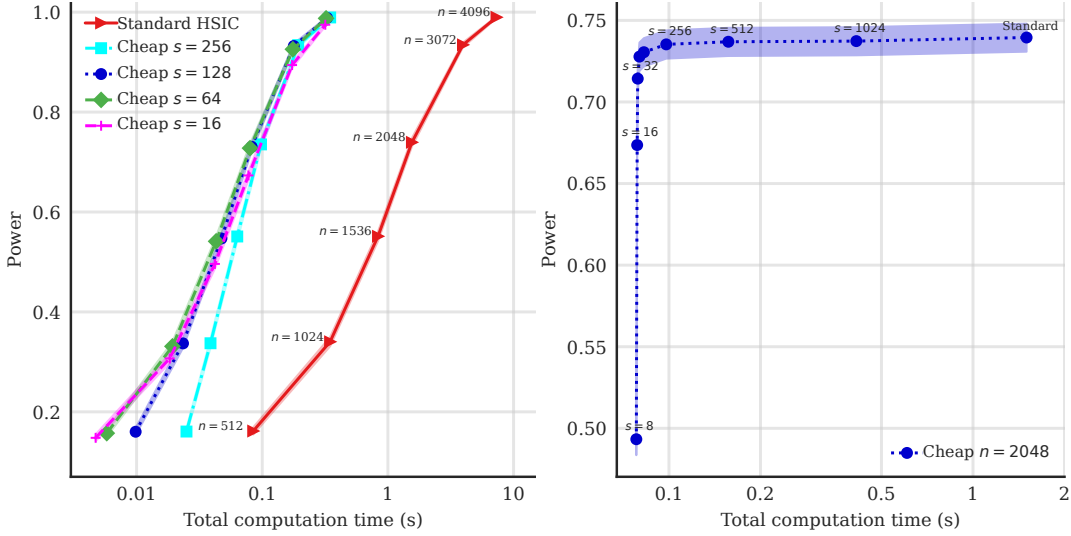 Standard HSIC
Cheap s = 256
Cheap s = 128
Cheap s = 64
Cheap s = 16
n = 4096
n = 3072
n = 2048
n = 1536
n = 1024
n = 512
1.0
0.8
0.6
0.4
0.2
Power
0.01
0.1
1
10
Total computation time (s)
0.75
0.70
0.65
0.60
0.55
0.50
Power
s = 256
s = 512
s = 1024
Standard
s = 32
s = 16
s = 8
Cheap n = 2048
0.1
0.2
0.5
1
2
Total computation time (s)